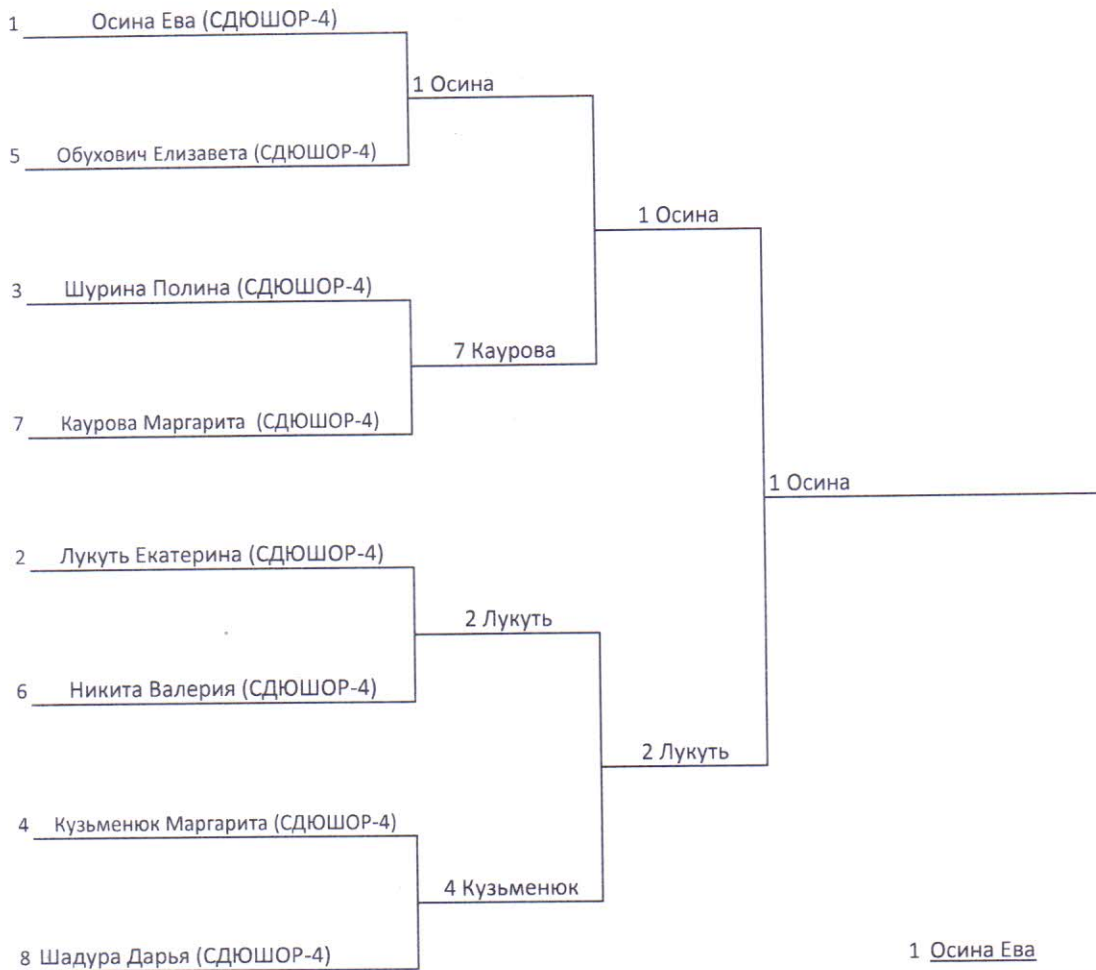 1 Осина Ева (СДЮШОР-4)
1 Осина
5 Обухович Елизавета (СДЮШОР-4)
1 Осина
3 Шурина Полина (СДЮШОР-4)
7 Каурова
7 Каурова Маргарита (СДЮШОР-4)
1 Осина
2 Лукуть Екатерина (СДЮШОР-4)
2 Лукуть
6 Никита Валерия (СДЮШОР-4)
2 Лукуть
4 Кузьменюк Маргарита (СДЮШОР-4)
4 Кузьменюк
8 Шадура Дарья (СДЮШОР-4)
1 Осина Ева